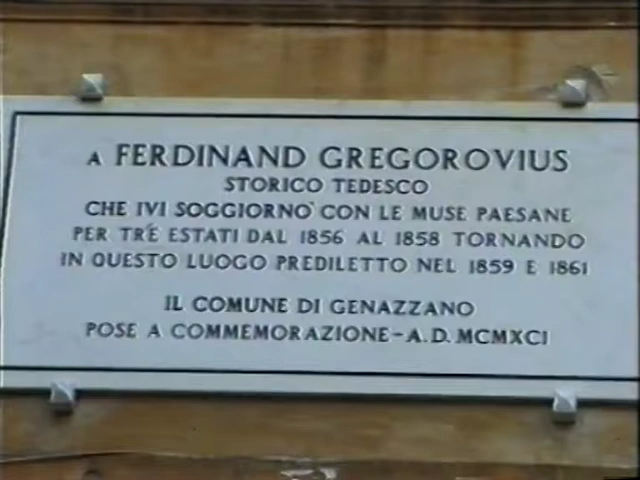 A FERDINAND GREGOROVIUS
STORICO TEDESCO
CHE IVI SOGGIORNO' CON LE MUSE PAESANE
PER TRE' ESTATI DAL 1856 AL 1858 TORNANDO
IN QUESTO LUOGO PREDILETTO NEL 1859 E 1861
IL COMUNE DI GENAZZANO
POSE A COMMEMORAZIONE - A.D. MCMXCI